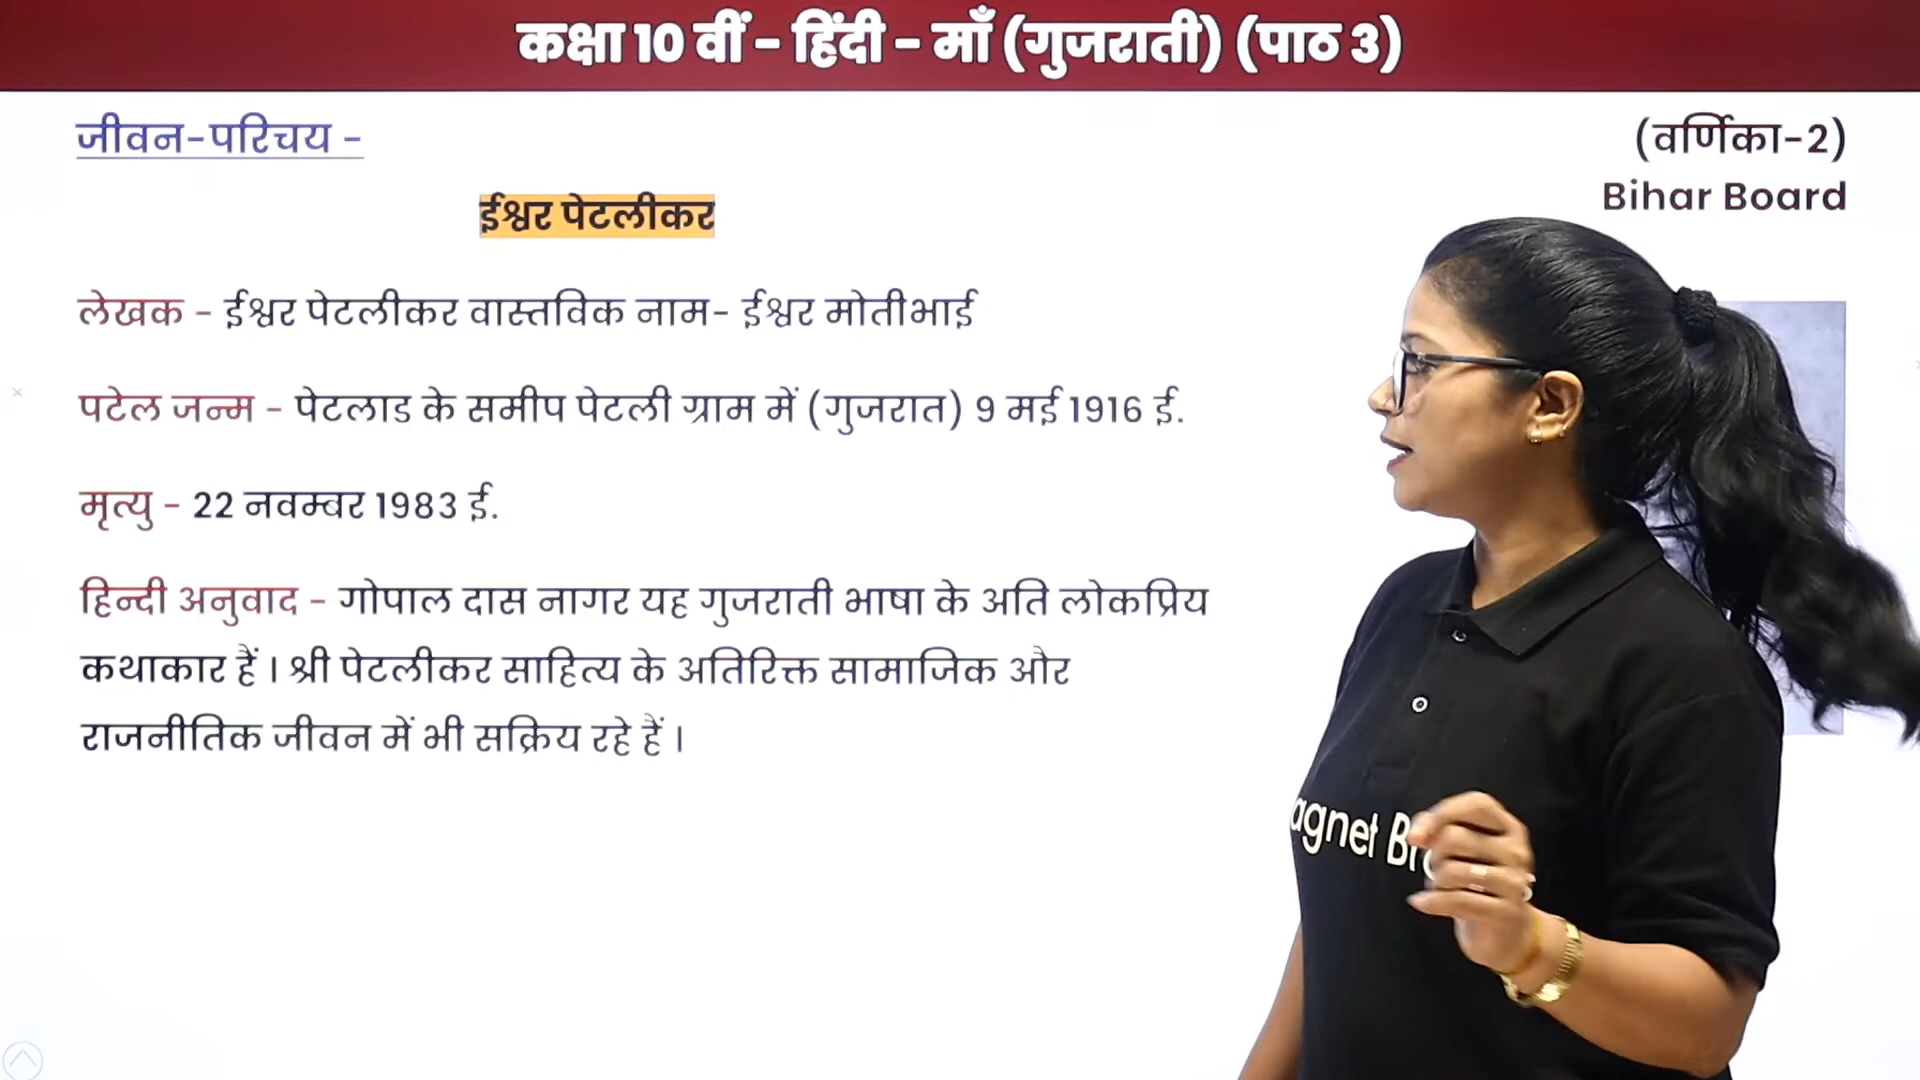 कक्षा 10 वीं - हिंदी - माँ (गुजराती) (पाठ 3)
जीवन-परिचय -
(वर्णिका-2)
Bihar Board
ईश्वर पेटलीकर
लेखक - ईश्वर पेटलीकर वास्तविक नाम- ईश्वर मोतीभाई
पटेल जन्म - पेटलाड के समीप पेटली ग्राम में (गुजरात) 9 मई 1916 ई.
मृत्यु - 22 नवम्बर 1983 ई.
हिन्दी अनुवाद - गोपाल दास नागर यह गुजराती भाषा के अति लोकप्रिय
कथाकार हैं । श्री पेटलीकर साहित्य के अतिरिक्त सामाजिक और
राजनीतिक जीवन में भी सक्रिय रहे हैं ।
agnet Br